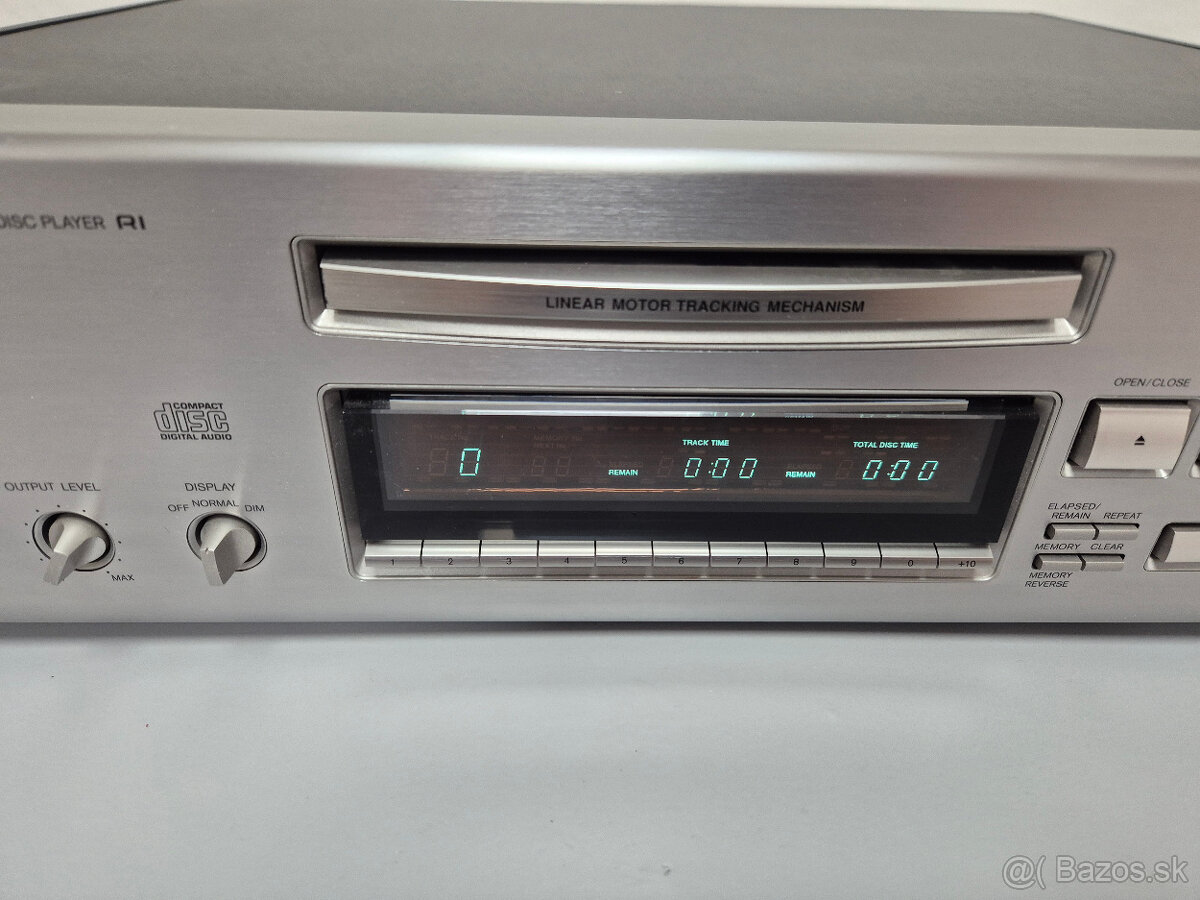 DISC PLAYER RI
LINEAR MOTOR TRACKING MECHANISM
COMPACT
disc
DIGITAL AUDIO
OPEN/CLOSE
TRACK TIME
TOTAL DISC TIME
0
REMAIN
0:00
REMAIN
0:00
OUTPUT LEVEL
MAX
DISPLAY
OFF NORMAL DIM
ELAPSED/
REMAIN REPEAT
MEMORY CLEAR
MEMORY
REVERSE
1 2 3 4 5 6 7 8 9 0 +10
@( Bazos.sk